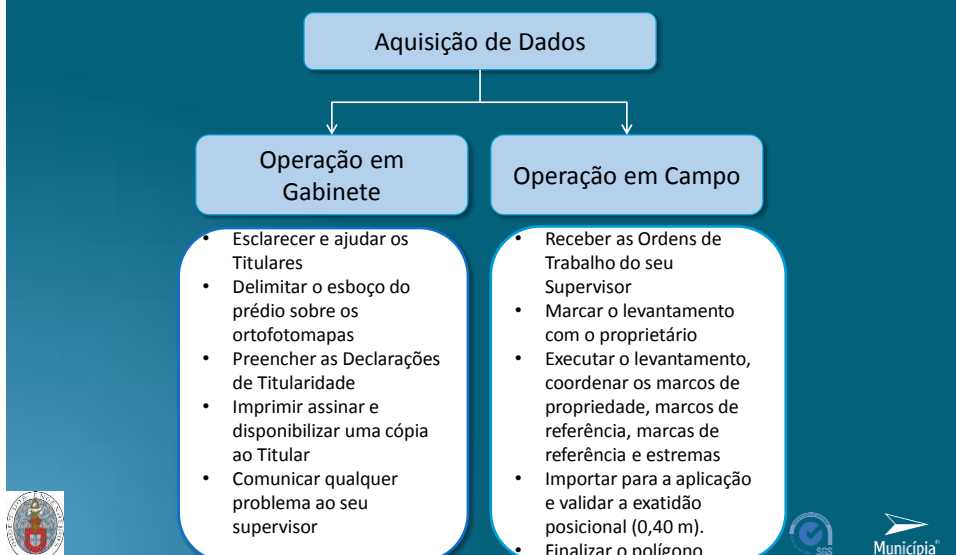 Aquisição de Dados
Operação em
Gabinete
• Esclarecer e ajudar os
Titulares
• Delimitar o esboço do
prédio sobre os
ortofotomapas
• Preencher as Declarações
de Titularidade
• Imprimir assinar e
disponibilizar uma cópia
ao Titular
• Comunicar qualquer
problema ao seu
supervisor
Operação em Campo
• Receber as Ordens de
Trabalho do seu
Supervisor
• Marcar o levantamento
com o proprietário
• Executar o levantamento,
coordenar os marcos de
propriedade, marcos de
referência, marcas de
referência e estremas
• Importar para a aplicação
e validar a exatidão
posicional (0,40 m).
• Finalizar o polígono
SGS
Municípia®